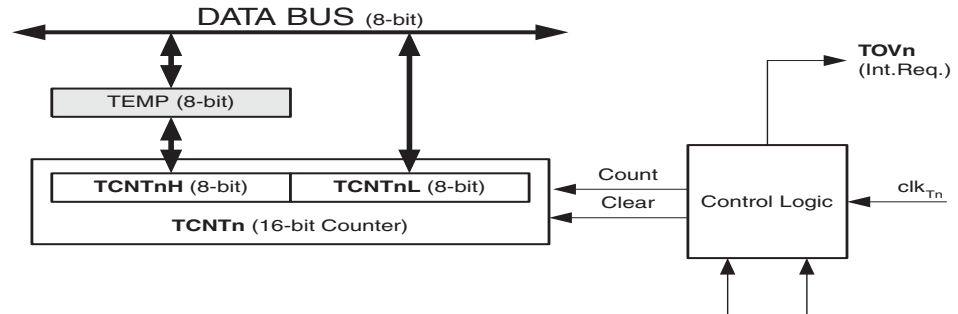 DATA BUS (8-bit)
TOVn
(Int.Req.)
TEMP (8-bit)
TCNTnH (8-bit) TCNTnL (8-bit)
TCNTn (16-bit Counter)
Count
Clear
Control Logic
clkTn